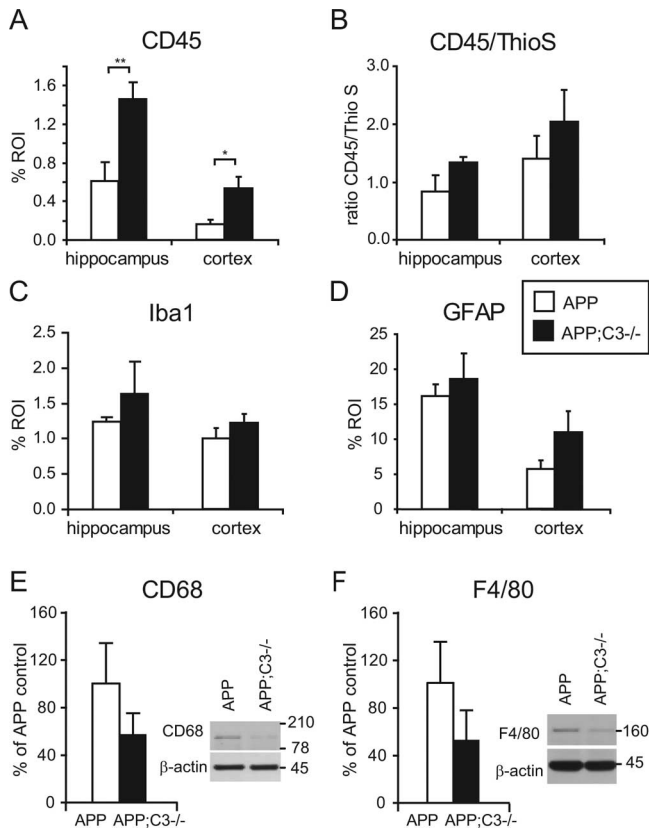 A
CD45
% ROI
1.6
1.2
0.8
0.4
0.0
**
*
hippocampus cortex
B
CD45/ThioS
ratio CD45/Thio S
3.0
2.0
1.0
0.0
hippocampus cortex
C
Iba1
% ROI
2.5
2.0
1.5
1.0
0.5
0.0
hippocampus cortex
D
GFAP
APP
APP;C3-/-
% ROI
25
20
15
10
5
0
hippocampus cortex
E
CD68
% of APP control
160
120
80
40
0
APP APP;C3-/-
APP
APP;C3-/-
CD68
210
78
β-actin
45
F
F4/80
% of APP control
160
120
80
40
0
APP APP;C3-/-
APP
APP;C3-/-
F4/80
160
β-actin
45